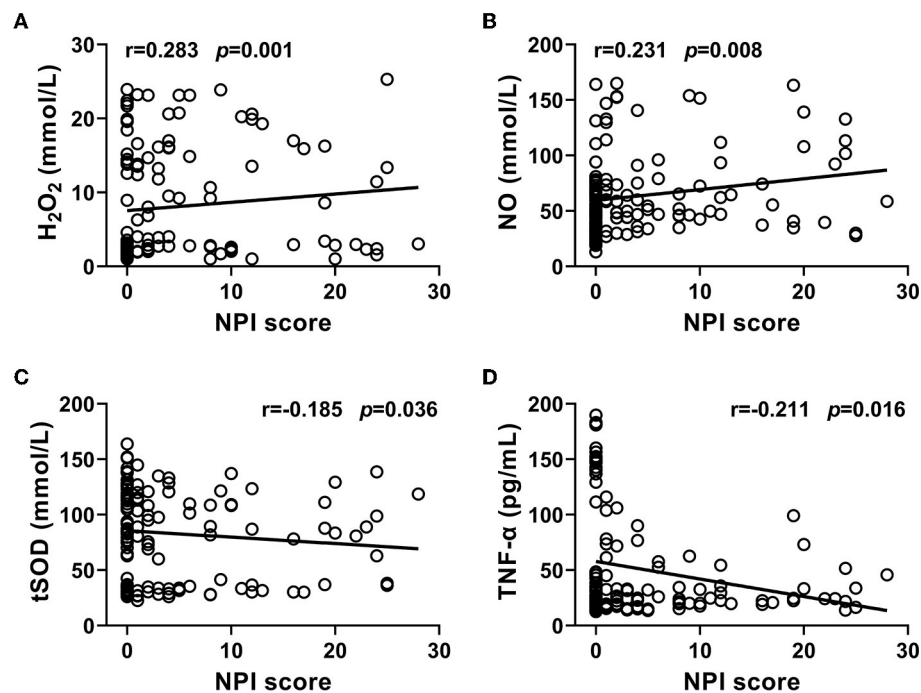 A
r=0.283 p=0.001
H₂O₂ (mmol/L)
30
20
10
0
0 10 20 30
NPI score
B
r=0.231 p=0.008
NO (mmol/L)
200
150
100
50
0
0 10 20 30
NPI score
C
r=-0.185 p=0.036
tSOD (mmol/L)
200
150
100
50
0
0 10 20 30
NPI score
D
r=-0.211 p=0.016
TNF-α (pg/mL)
200
150
100
50
0
0 10 20 30
NPI score